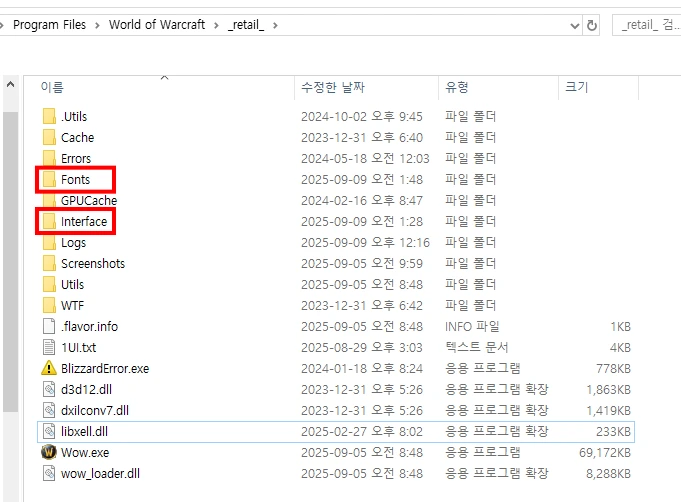 Program Files › World of Warcraft › _retail_ ›
_retail_ 검...
이름 수정한 날짜 유형 크기
.Utils 2024-10-02 오후 9:45 파일 폴더
Cache 2023-12-31 오후 6:40 파일 폴더
Errors 2024-05-18 오전 12:03 파일 폴더
Fonts 2025-09-09 오전 1:48 파일 폴더
GPUCache 2024-02-16 오후 8:47 파일 폴더
Interface 2025-09-09 오전 1:28 파일 폴더
Logs 2025-09-09 오후 12:16 파일 폴더
Screenshots 2025-09-05 오전 9:59 파일 폴더
Utils 2025-09-05 오전 8:48 파일 폴더
WTF 2023-12-31 오후 6:42 파일 폴더
.flavor.info 2025-09-05 오전 8:48 INFO 파일 1KB
1UI.txt 2025-08-29 오후 3:03 텍스트 문서 4KB
BlizzardError.exe 2024-01-18 오후 8:24 응용 프로그램 778KB
d3d12.dll 2023-12-31 오후 5:26 응용 프로그램 확장 1,863KB
dxilconv7.dll 2023-12-31 오후 5:26 응용 프로그램 확장 1,419KB
libxell.dll 2025-02-27 오후 8:02 응용 프로그램 확장 233KB
Wow.exe 2025-09-05 오전 8:48 응용 프로그램 69,172KB
wow_loader.dll 2025-09-05 오전 8:48 응용 프로그램 확장 8,288KB